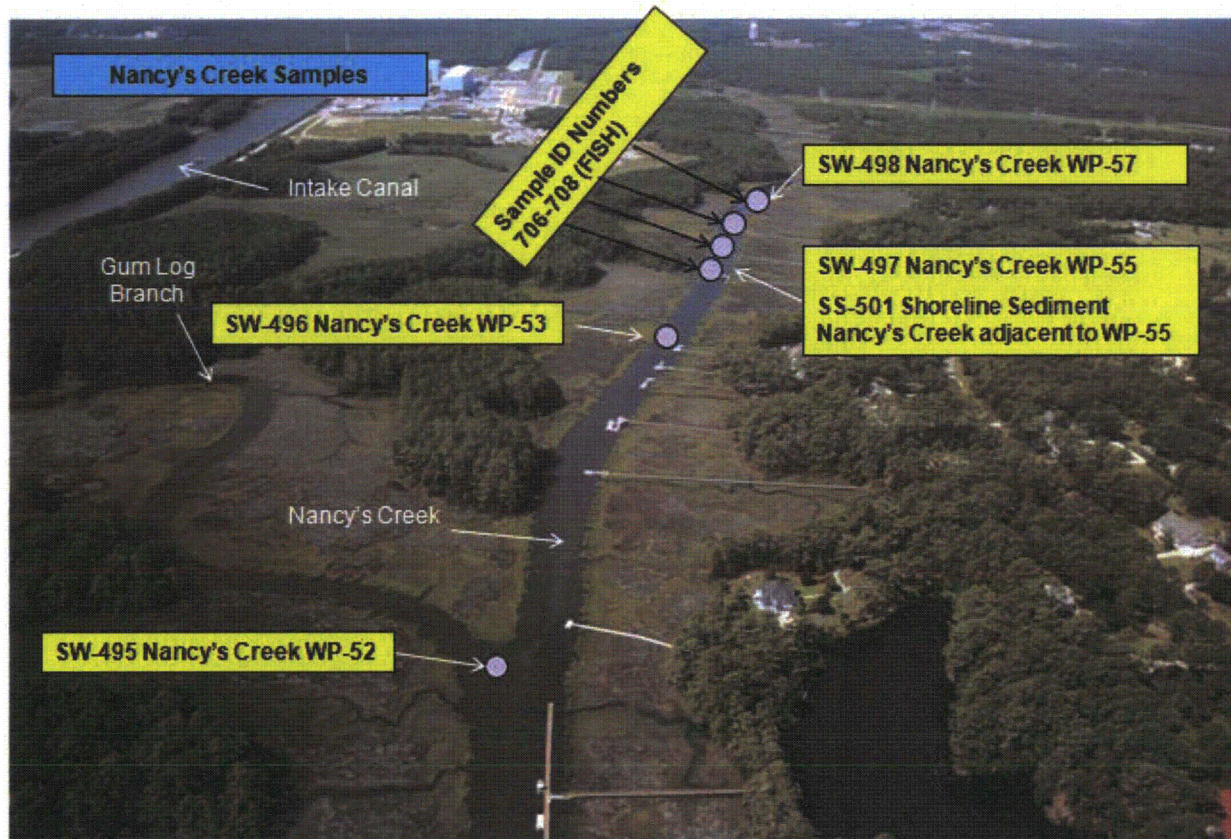 Nancy's Creek Samples
Sample ID Numbers
706-708 (FISH)
SW-498 Nancy's Creek WP-57
Intake Canal
SW-497 Nancy's Creek WP-55
SS-501 Shoreline Sediment
Nancy's Creek adjacent to WP-55
Gum Log
Branch
SW-496 Nancy's Creek WP-53
Nancy's Creek
SW-495 Nancy's Creek WP-52